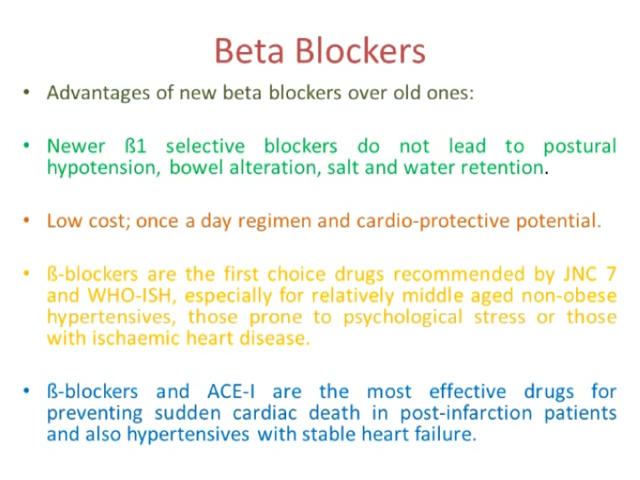 Beta Blockers
• Advantages of new beta blockers over old ones:
• Newer ß1 selective blockers do not lead to postural
hypotension, bowel alteration, salt and water retention.
• Low cost; once a day regimen and cardio-protective potential.
• ß-blockers are the first choice drugs recommended by JNC 7
and WHO-ISH, especially for relatively middle aged non-obese
hypertensives, those prone to psychological stress or those
with ischaemic heart disease.
• ß-blockers and ACE-I are the most effective drugs for
preventing sudden cardiac death in post-infarction patients
and also hypertensives with stable heart failure.